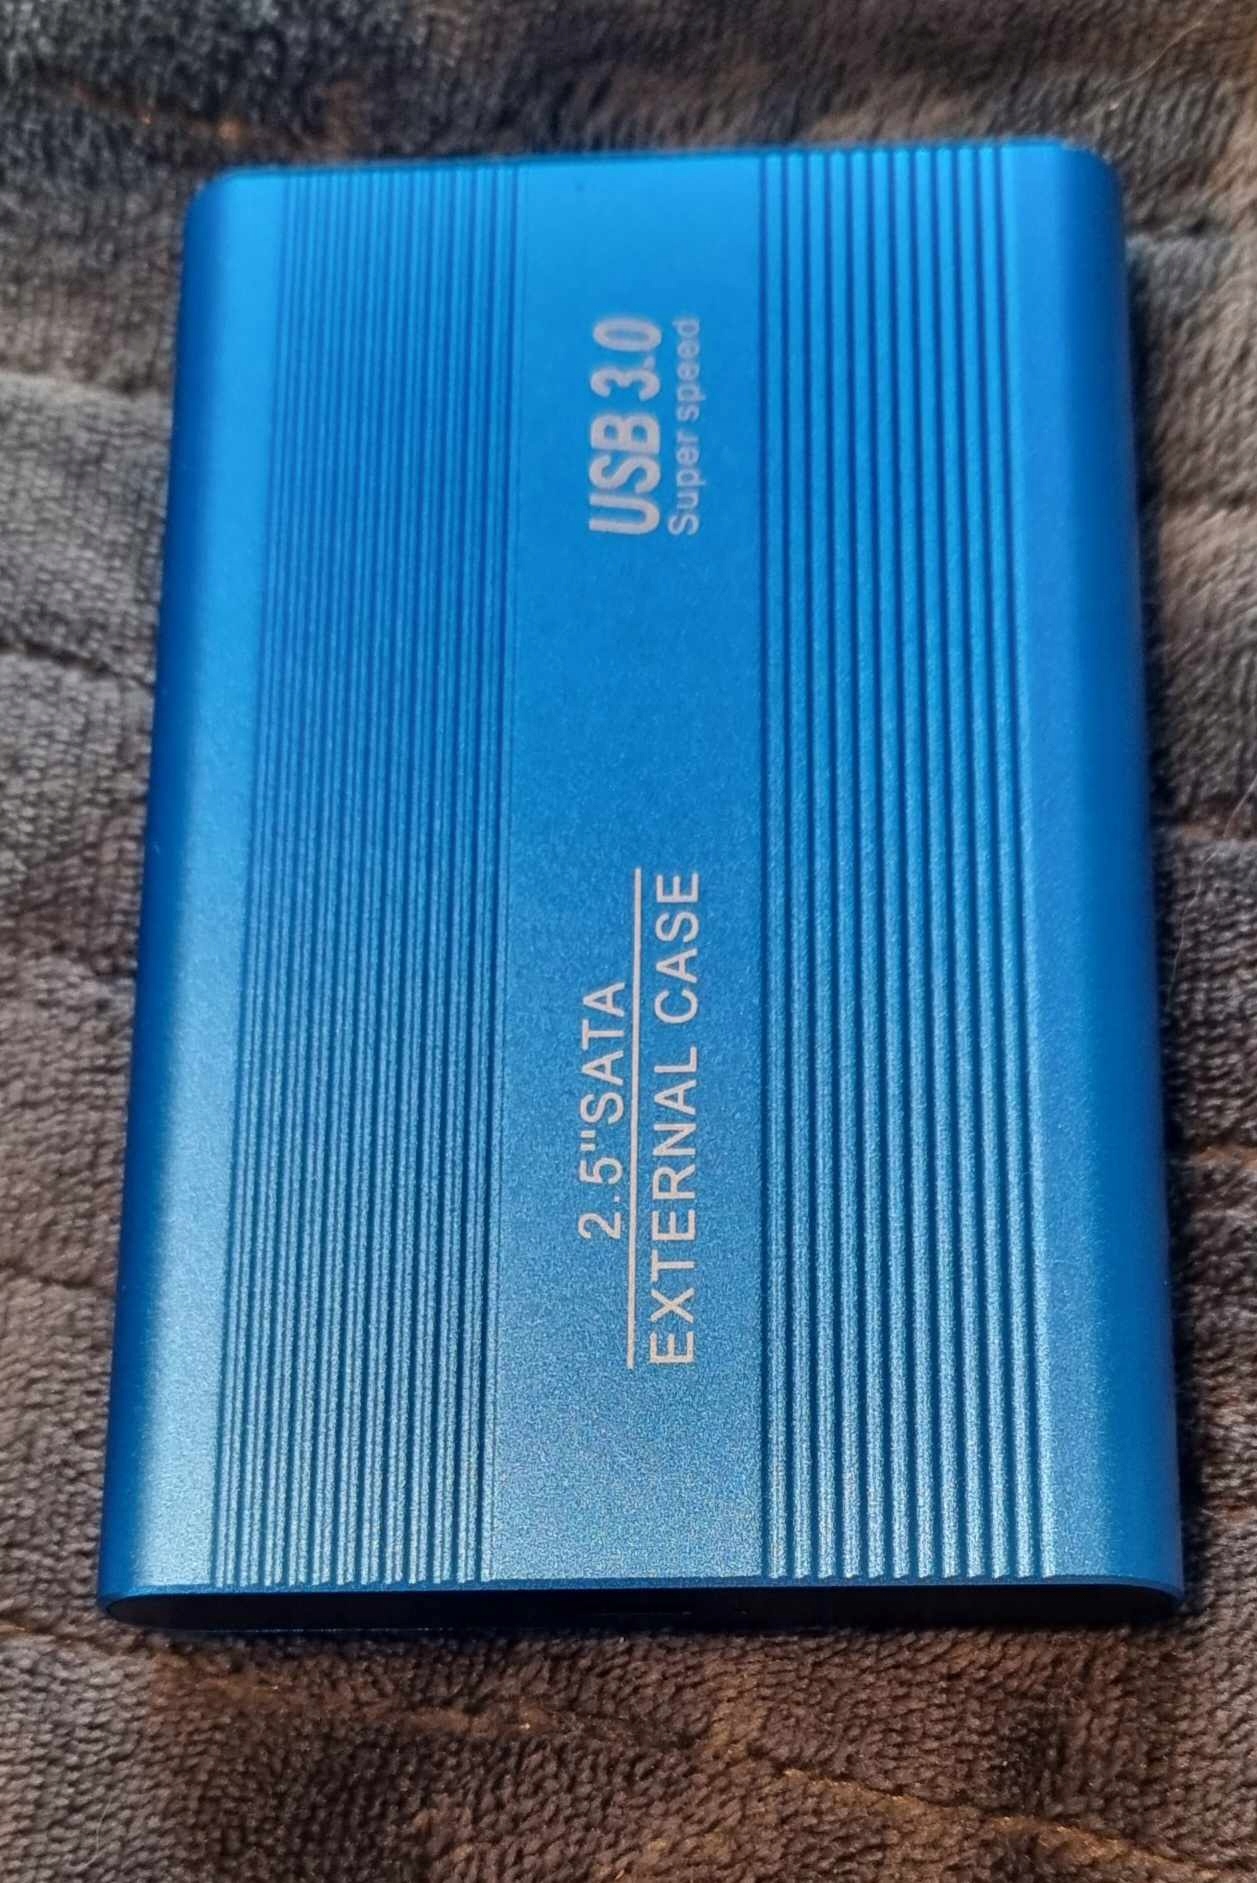 2.5"SATA
EXTERNAL CASE
USB 3.0
Super speed